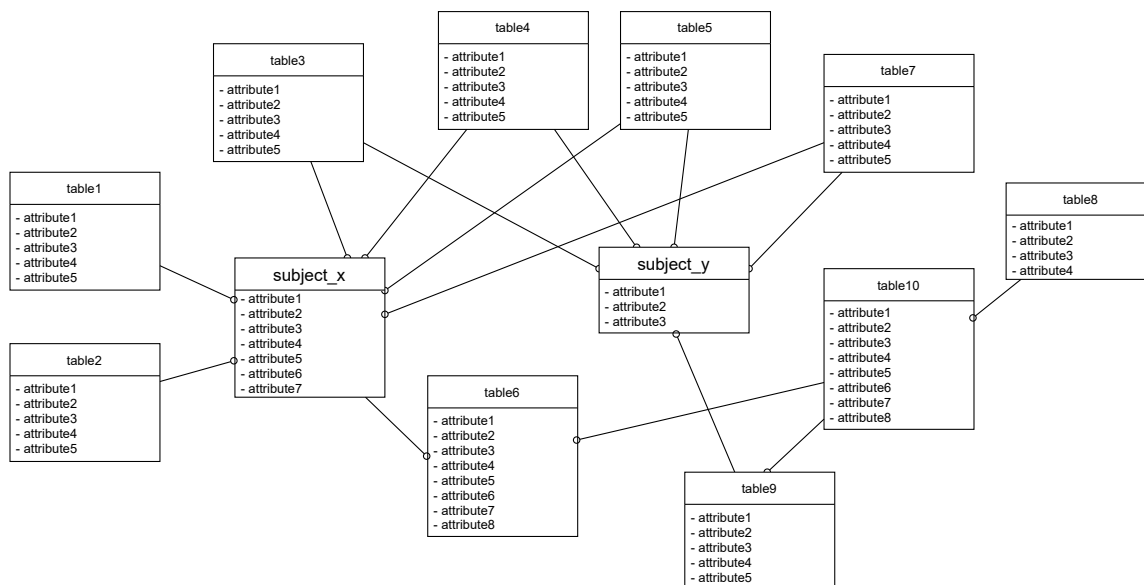 table4
- attribute1
- attribute2
- attribute3
- attribute4
- attribute5
table5
- attribute1
- attribute2
- attribute3
- attribute4
- attribute5
table3
- attribute1
- attribute2
- attribute3
- attribute4
- attribute5
table7
- attribute1
- attribute2
- attribute3
- attribute4
- attribute5
table1
- attribute1
- attribute2
- attribute3
- attribute4
- attribute5
table8
- attribute1
- attribute2
- attribute3
- attribute4
subject_x
- attribute1
- attribute2
- attribute3
- attribute4
- attribute5
- attribute6
- attribute7
subject_y
- attribute1
- attribute2
- attribute3
table10
- attribute1
- attribute2
- attribute3
- attribute4
- attribute5
- attribute6
- attribute7
- attribute8
table2
- attribute1
- attribute2
- attribute3
- attribute4
- attribute5
table6
- attribute1
- attribute2
- attribute3
- attribute4
- attribute5
- attribute6
- attribute7
- attribute8
table9
- attribute1
- attribute2
- attribute3
- attribute4
- attribute5